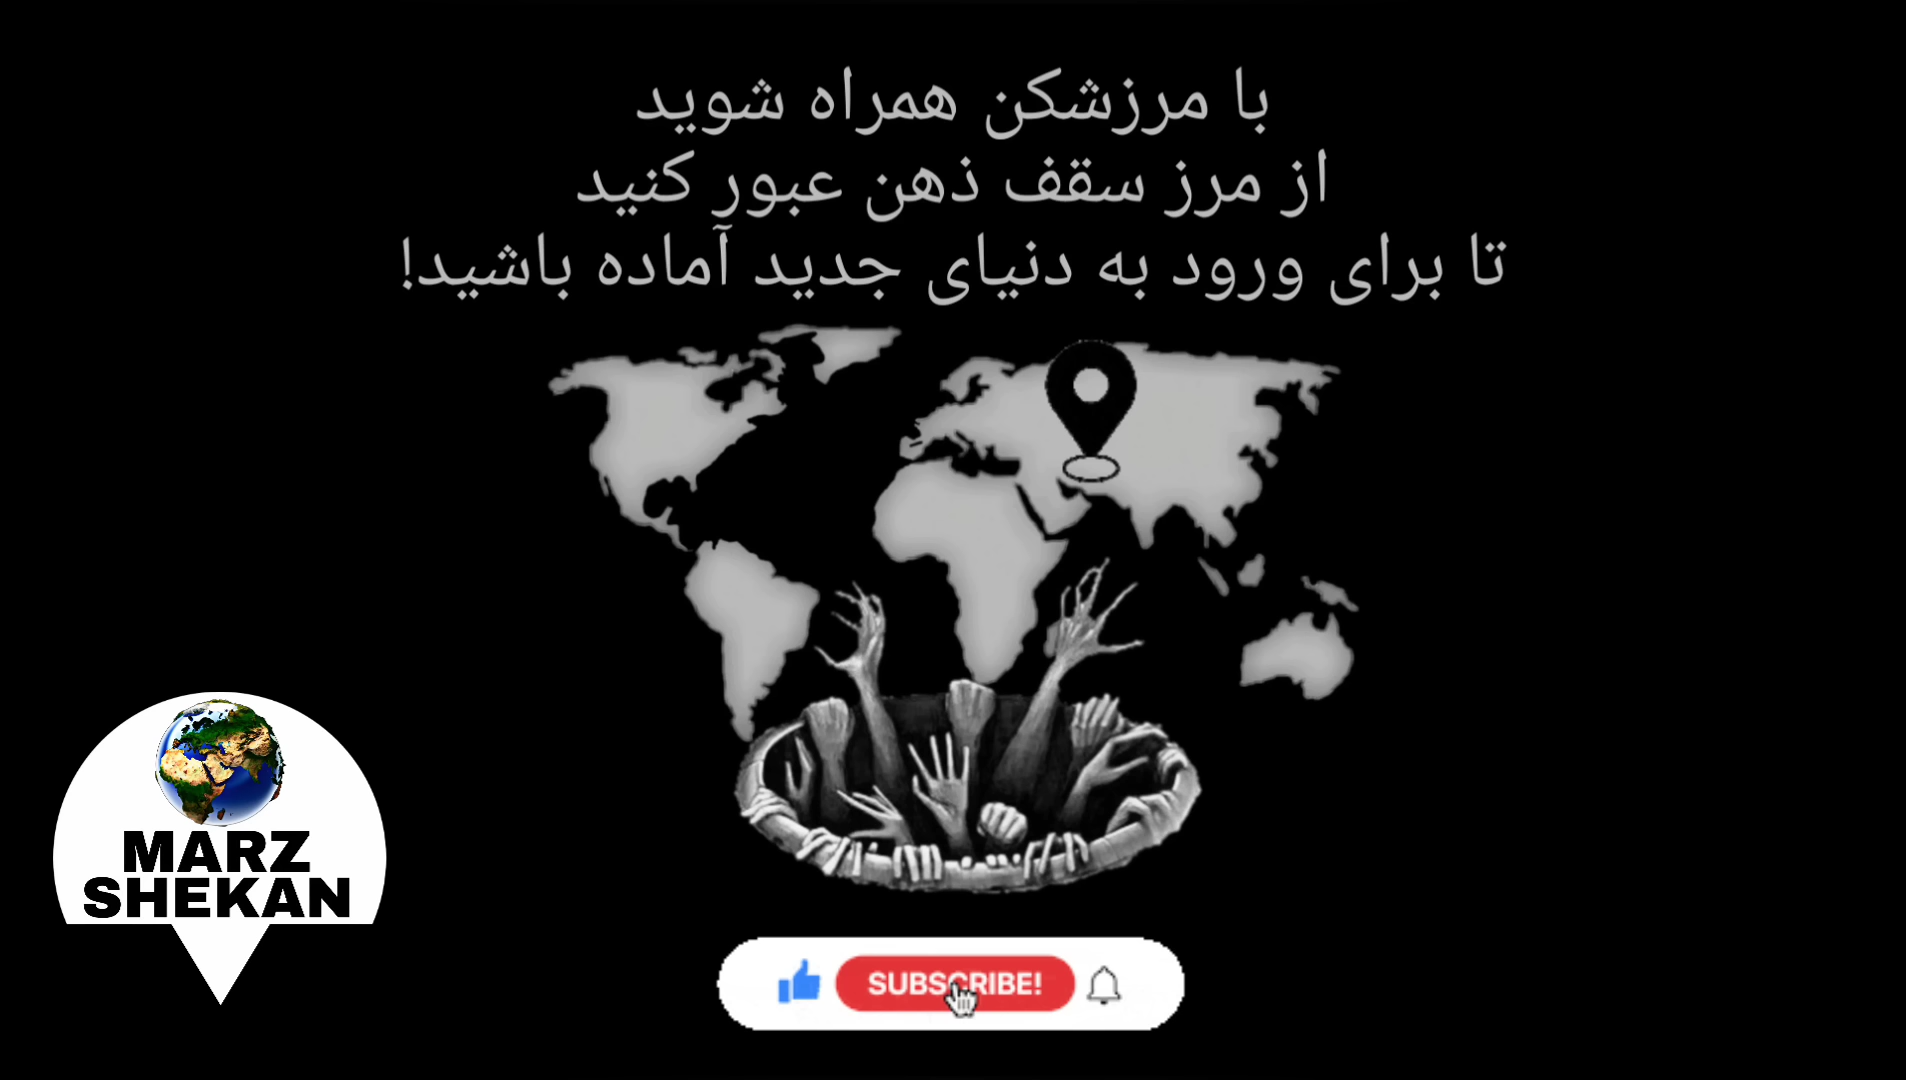 با مرزشکن همراه شوید
از مرز سقف ذهن عبور کنید
تا برای ورود به دنیای جدید آماده باشید!
MARZ
SHEKAN
SUBSCRIBE!